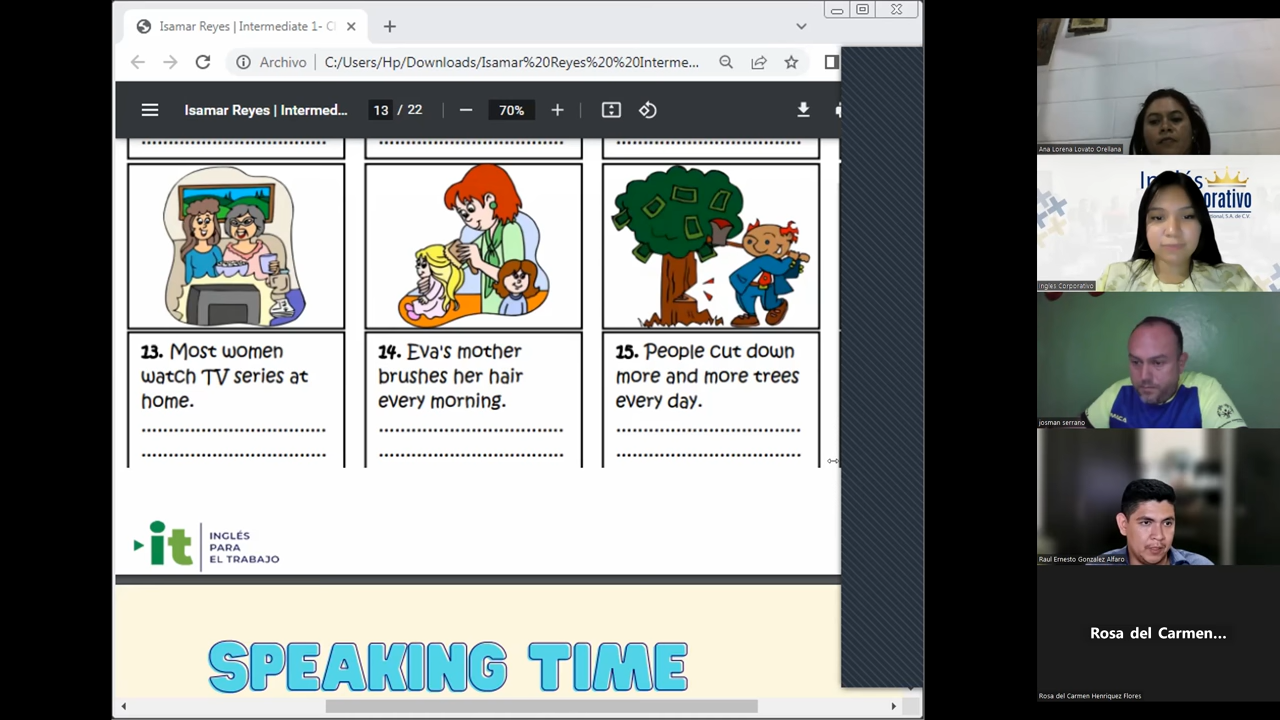 Isamar Reyes | Intermediate 1- C
Archivo C:/Users/Hp/Downloads/Isamar%20Reyes%20%20Interme...
Isamar Reyes | Intermed... 13 / 22 70%
13. Most women
watch TV series at
home.
14. Eva's mother
brushes her hair
every morning.
15. People cut down
more and more trees
every day.
it INGLÉS
PARA
EL TRABAJO
SPEAKING TIME
Ana Lorena Lovato Orellana
Inglés Corporativo
josman serrano
Raul Ernesto Gonzalez Alfaro
Rosa del Carmen...
Rosa del Carmen Henriquez Flores